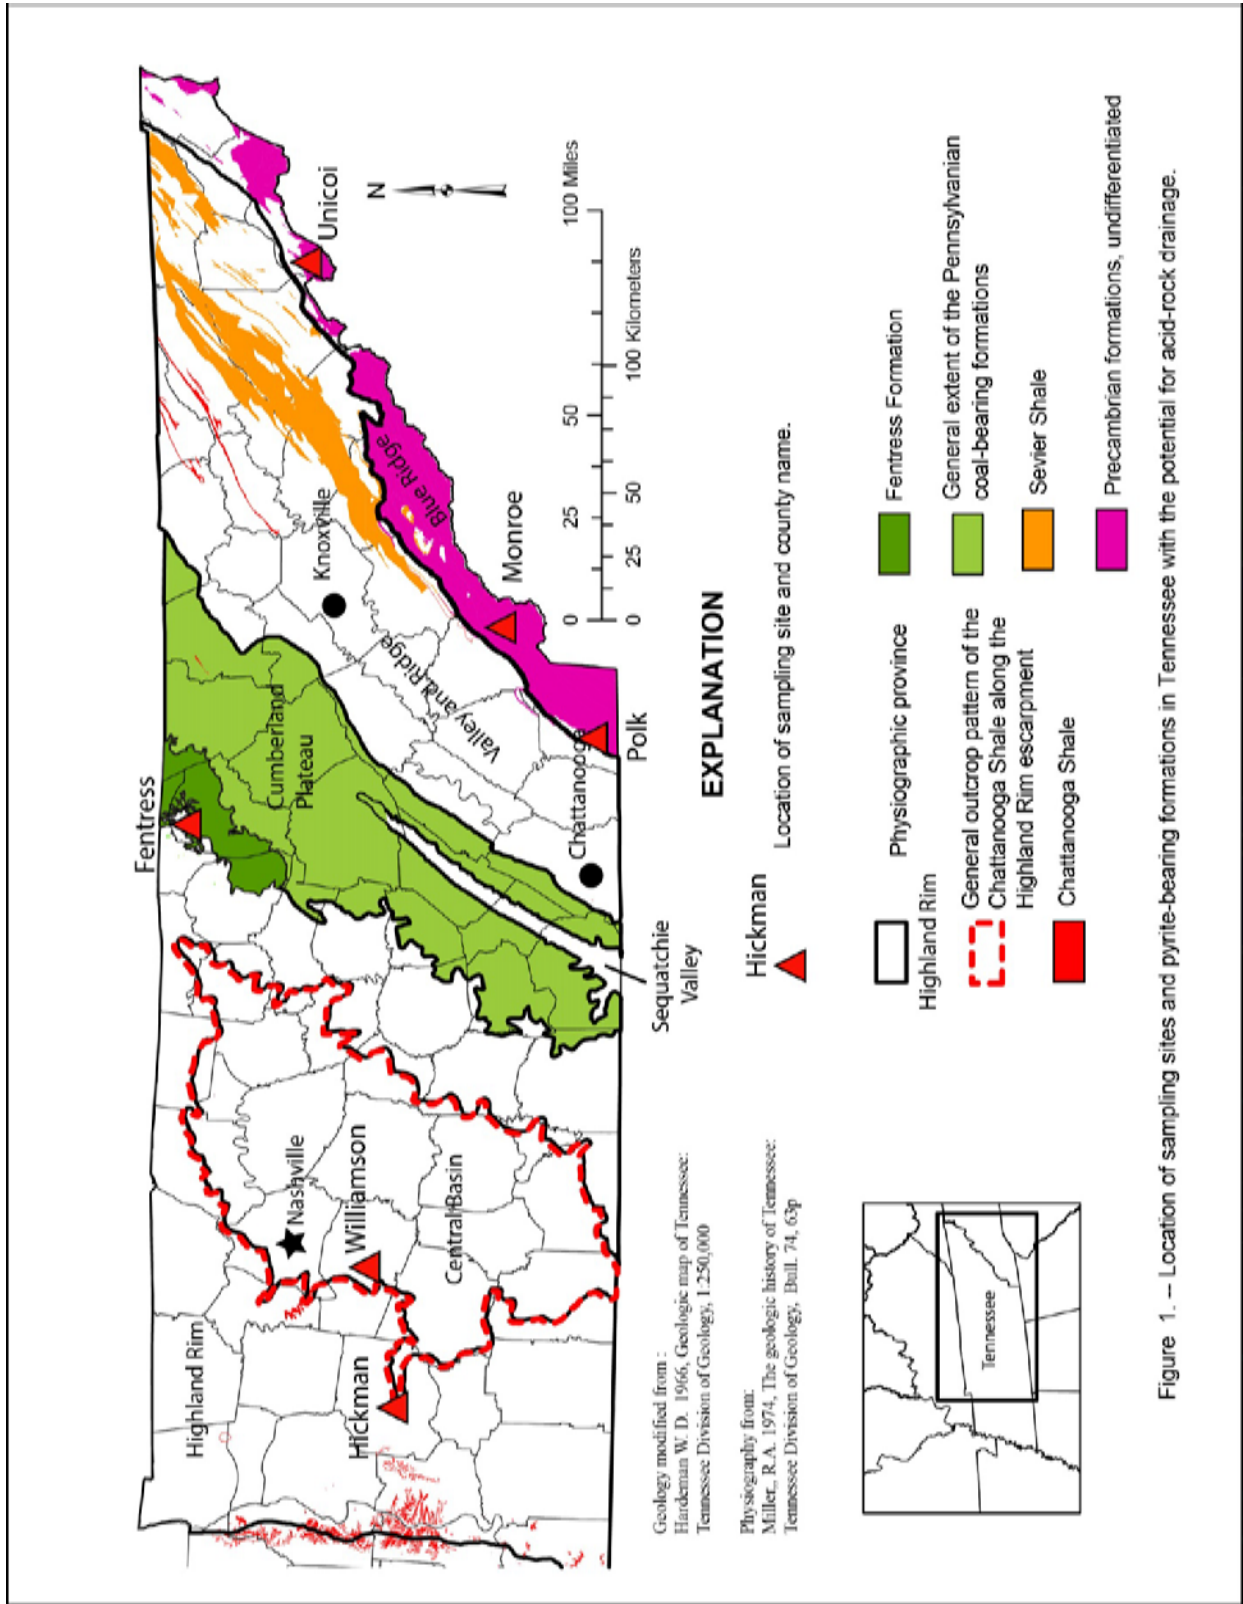 Fentress
Unicoi
N
Highland Rim
Nashville
Cumberland
Plateau
Knoxville
Blue Ridge
Hickman
Williamson
Central Basin
Valley and Ridge
Monroe
Chattanooga
Polk
Sequatchie
Valley
0 25 50 100 Miles
0 25 50 100 Kilometers
Geology modified from :
Hardeman W. D. 1966, Geologic map of Tennessee:
Tennessee Division of Geology, 1:250,000
Physiography from:
Miller,, R.A. 1974, The geologic history of Tennessee:
Tennessee Division of Geology, Bull. 74, 63p
Tennessee
EXPLANATION
Hickman
Location of sampling site and county name.
Physiographic province
Highland Rim
General outcrop pattern of the
Chattanooga Shale along the
Highland Rim escarpment
Chattanooga Shale
Fentress Formation
General extent of the Pennsylvanian
coal-bearing formations
Sevier Shale
Precambrian formations, undifferentiated
Figure 1. -- Location of sampling sites and pyrite-bearing formations in Tennessee with the potential for acid-rock drainage.